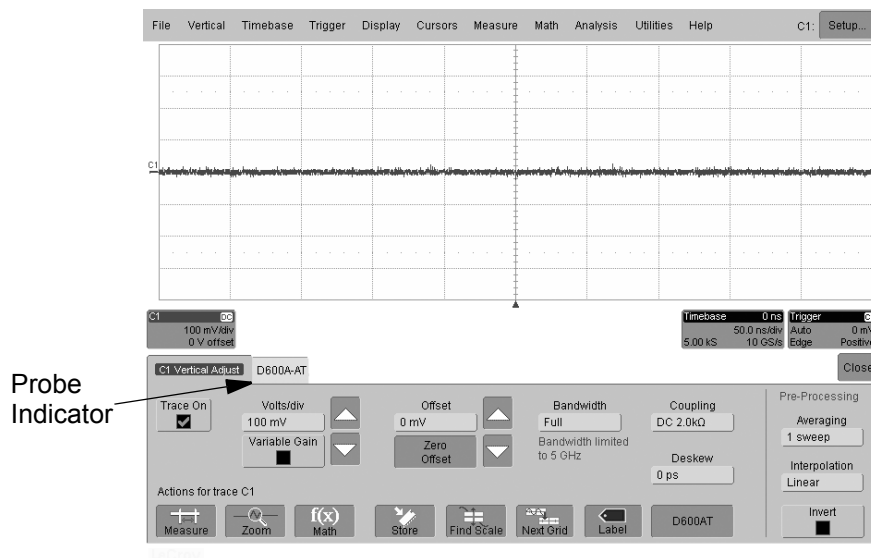 File Vertical Timebase Trigger Display Cursors Measure Math Analysis Utilities Help C1: Setup...
C1
C1 DC
100 mV/div
0 V offset
Timebase 0 ns
50.0 ns/div
5.00 kS 10 GS/s
Trigger
Auto 0 mV
Edge Positive
Probe
Indicator
C1 Vertical Adjust D600A-AT Close
Trace On
Volts/div
100 mV
Variable Gain
Offset
0 mV
Zero
Offset
Bandwidth
Full
Bandwidth limited
to 5 GHz
Coupling
DC 2.0kΩ
Deskew
0 ps
Pre-Processing
Averaging
1 sweep
Interpolation
Linear
Invert
Actions for trace C1
Measure
Zoom
f(x)
Math
Store
Find Scale
Next Grid
Label
D600AT